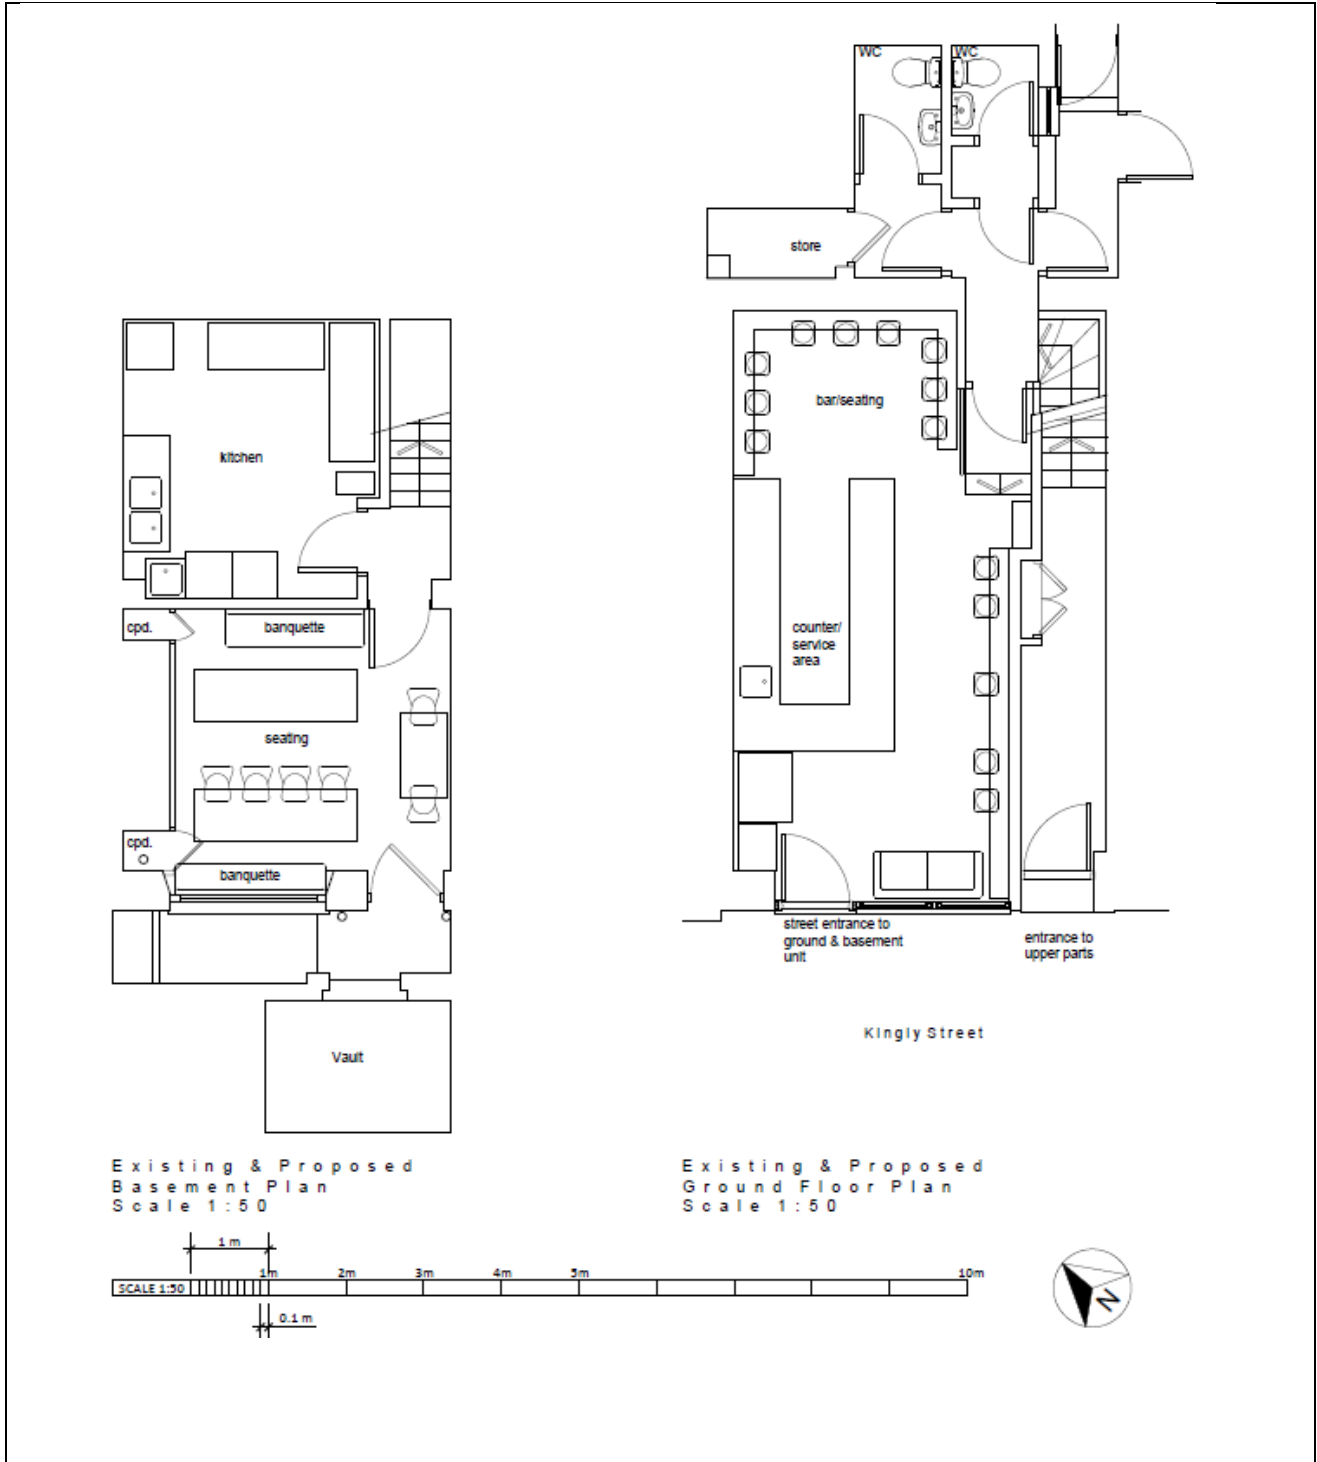 WC
WC
store
bar/seating
kitchen
counter/
service
area
cpd.
banquette
seating
cpd.
banquette
street entrance to
ground & basement
unit
entrance to
upper parts
Kingly Street
Vault
Existing & Proposed
Basement Plan
Scale 1:50
Existing & Proposed
Ground Floor Plan
Scale 1:50
1 m
SCALE 1:50
1m
2m
3m
4m
5m
10m
0.1 m
N